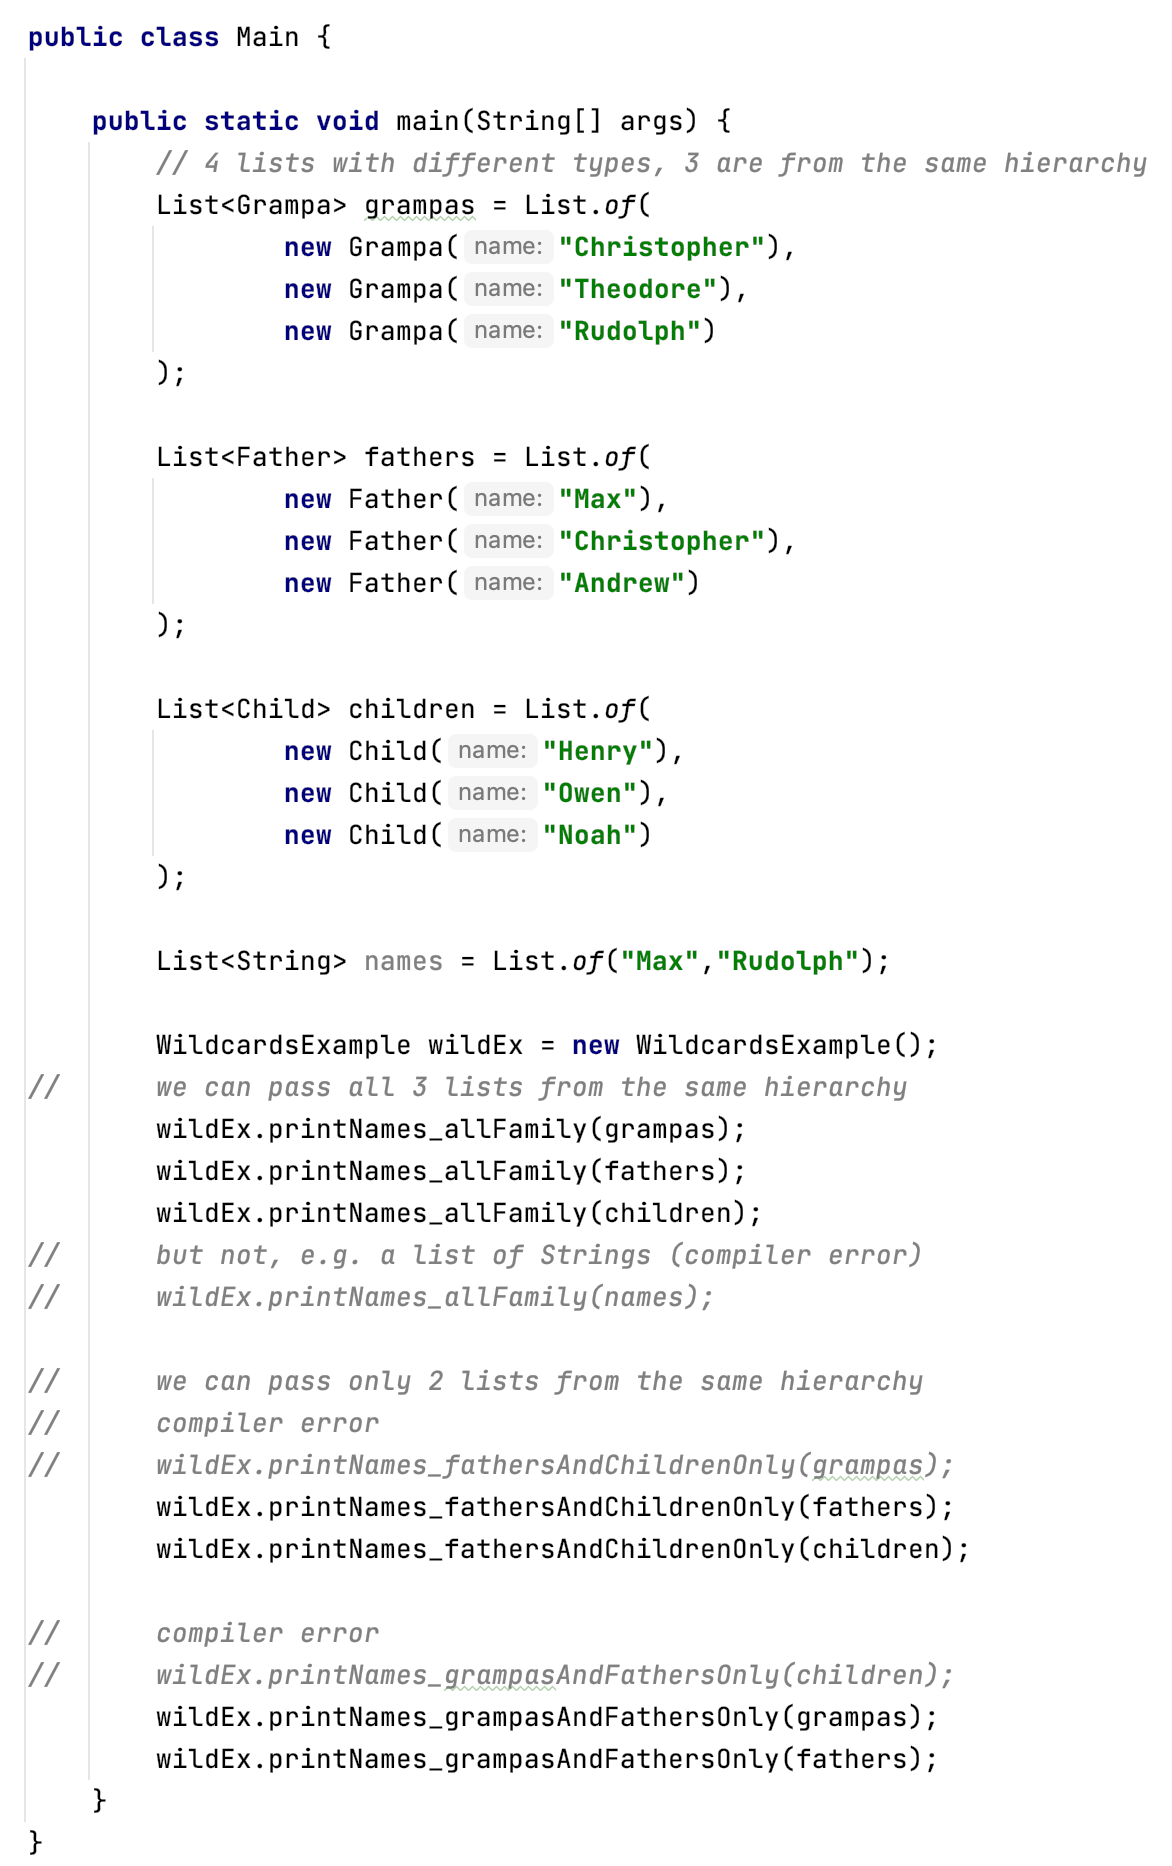 public class Main {
public static void main(String[] args) {
// 4 lists with different types, 3 are from the same hierarchy
List<Grampa> grampas = List.of(
new Grampa( name: "Christopher"),
new Grampa( name: "Theodore"),
new Grampa( name: "Rudolph")
);
List<Father> fathers = List.of(
new Father( name: "Max"),
new Father( name: "Christopher"),
new Father( name: "Andrew")
);
List<Child> children = List.of(
new Child( name: "Henry"),
new Child( name: "Owen"),
new Child( name: "Noah")
);
List<String> names = List.of("Max","Rudolph");
WildcardsExample wildEx = new WildcardsExample();
// we can pass all 3 lists from the same hierarchy
wildEx.printNames_allFamily(grampas);
wildEx.printNames_allFamily(fathers);
wildEx.printNames_allFamily(children);
// but not, e.g. a list of Strings (compiler error)
// wildEx.printNames_allFamily(names);
// we can pass only 2 lists from the same hierarchy
// compiler error
// wildEx.printNames_fathersAndChildrenOnly(grampas);
wildEx.printNames_fathersAndChildrenOnly(fathers);
wildEx.printNames_fathersAndChildrenOnly(children);
// compiler error
// wildEx.printNames_grampasAndFathersOnly(children);
wildEx.printNames_grampasAndFathersOnly(grampas);
wildEx.printNames_grampasAndFathersOnly(fathers);
}
}